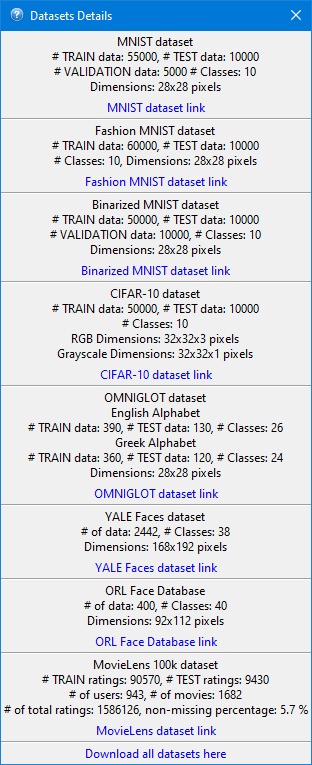 Datasets Details
MNIST dataset
# TRAIN data: 55000, # TEST data: 10000
# VALIDATION data: 5000 # Classes: 10
Dimensions: 28x28 pixels
MNIST dataset link
Fashion MNIST dataset
# TRAIN data: 60000, # TEST data: 10000
# Classes: 10, Dimensions: 28x28 pixels
Fashion MNIST dataset link
Binarized MNIST dataset
# TRAIN data: 50000, # TEST data: 10000
# VALIDATION data: 10000, # Classes: 10
Dimensions: 28x28 pixels
Binarized MNIST dataset link
CIFAR-10 dataset
# TRAIN data: 50000, # TEST data: 10000
# Classes: 10
RGB Dimensions: 32x32x3 pixels
Grayscale Dimensions: 32x32x1 pixels
CIFAR-10 dataset link
OMNIGLOT dataset
English Alphabet
# TRAIN data: 390, # TEST data: 130, # Classes: 26
Greek Alphabet
# TRAIN data: 360, # TEST data: 120, # Classes: 24
Dimensions: 28x28 pixels
OMNIGLOT dataset link
YALE Faces dataset
# of data: 2442, # Classes: 38
Dimensions: 168x192 pixels
YALE Faces dataset link
ORL Face Database
# of data: 400, # Classes: 40
Dimensions: 92x112 pixels
ORL Face Database link
MovieLens 100k dataset
# TRAIN ratings: 90570, # TEST ratings: 9430
# of users: 943, # of movies: 1682
# of total ratings: 1586126, non-missing percentage: 5.7 %
MovieLens dataset link
Download all datasets here